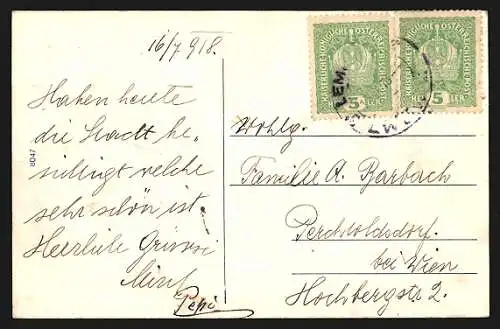 16/7 918.
KAISERLICHE KÖNIGLICHE ÖSTERREICHISCHE POST
5 HELLER
KAISERLICHE KÖNIGLICHE ÖSTERREICHISCHE POST
5 HELLER
LEM
Haben heute
die Stadt be-
sichtigt welche
sehr schön ist.
Herzliche Grüsse
Pepi
8047
Wohlg.
Familie A. Barbach
Perchtoldsdorf.
bei Wien
Hochbergstr 2.